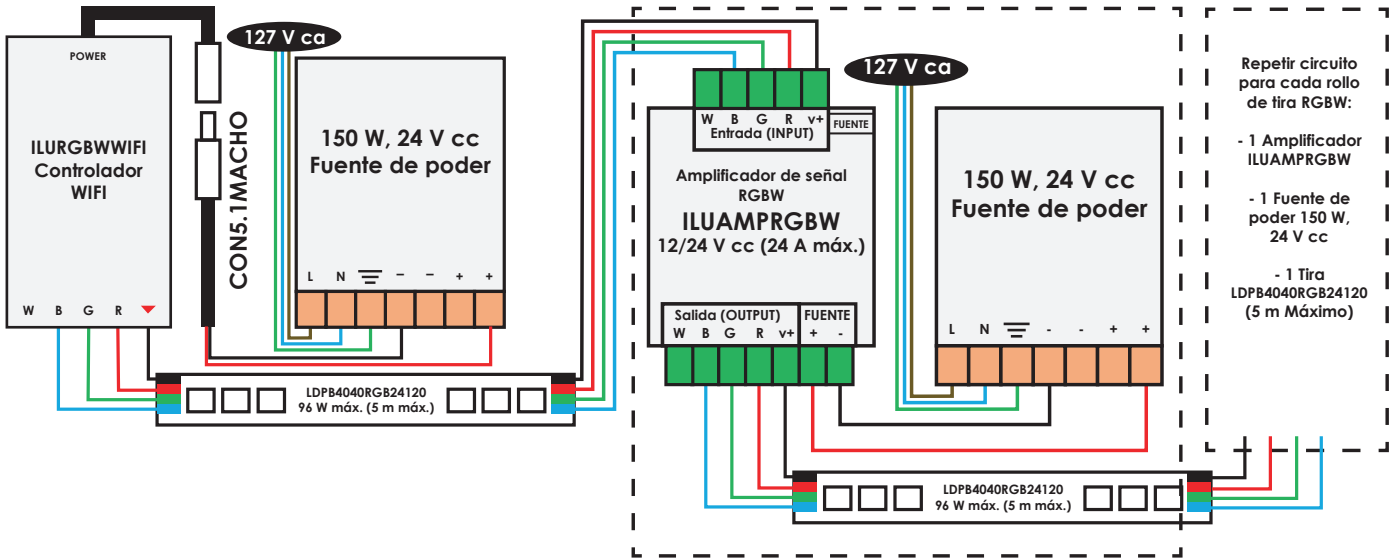 POWER
ILURGBWWIFI
Controlador
WIFI
W B G R
CON5.1MACHO
127 V ca
150 W, 24 V cc
Fuente de poder
L N - - + +
LDPB4040RGB24120
96 W máx. (5 m máx.)
W B G R v+
Entrada (INPUT)
FUENTE
Amplificador de señal
RGBW
ILUAMPRGBW
12/24 V cc (24 A máx.)
Salida (OUTPUT)
FUENTE
W B G R v+ + -
127 V ca
150 W, 24 V cc
Fuente de poder
L N - - + +
LDPB4040RGB24120
96 W máx. (5 m máx.)
Repetir circuito
para cada rollo
de tira RGBW:
- 1 Amplificador
ILUAMPRGBW
- 1 Fuente de
poder 150 W,
24 V cc
- 1 Tira
LDPB4040RGB24120
(5 m Máximo)